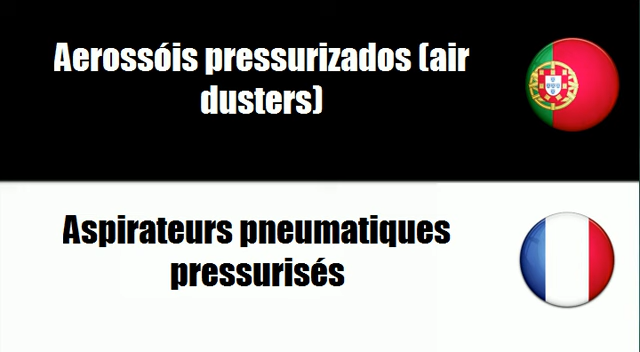 Aerossóis pressurizados (air
dusters)
Aspirateurs pneumatiques
pressurisés